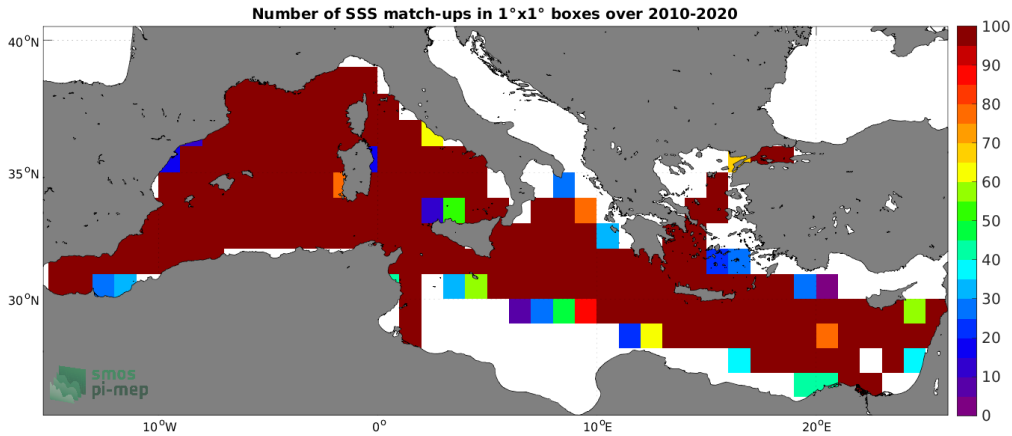 Number of SSS match-ups in 1°x1° boxes over 2010-2020
40°N
35°N
30°N
10°W
0°
10°E
20°E
100
90
80
70
60
50
40
30
20
10
0
smos
pi-mep